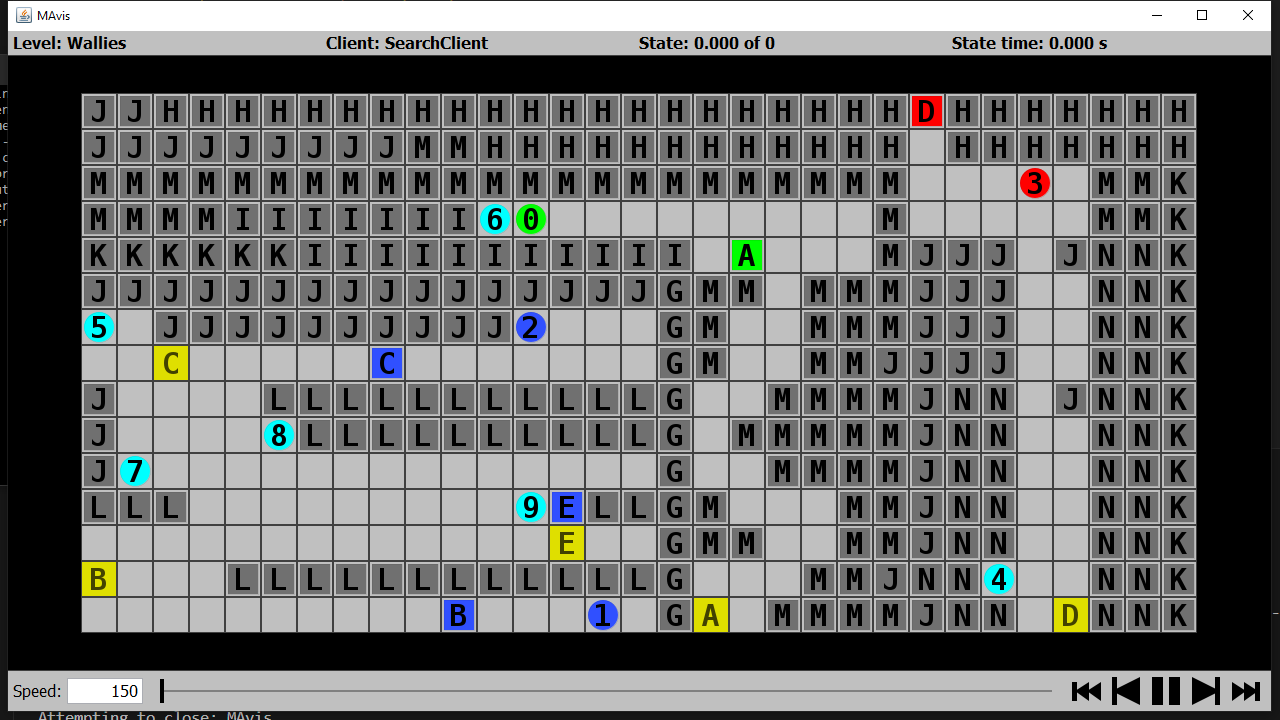 MAvis
Level: Wallies Client: SearchClient State: 0.000 of 0 State time: 0.000 s
J J H H H H H H H H H H H H H H H H H H H H H D H H H H H H H
J J J J J J J J J M M H H H H H H H H H H H H H H H H H H H
M M M M M M M M M M M M M M M M M M M M M M M 3 M M K
M M M M I I I I I I I 6 0 M M M K
K K K K K K I I I I I I I I I I I A M J J J J N N K
J J J J J J J J J J J J J J J J G M M M M M J J J N N K
5 J J J J J J J J J J 2 G M M M M J J J N N K
C C G M M M J J J J N N K
J L L L L L L L L L L L G M M M M J N N J N N K
J 8 L L L L L L L L L L G M M M M M J N N N N K
J 7 G M M M M J N N N N K
L L L 9 E L L G M M M J N N N N K
E G M M M M J N N N N K
B L L L L L L L L L L L L G M M J N N 4 N N K
B 1 G A M M M M J N N D N N K
Speed: 150
Attempting to close: MAvis